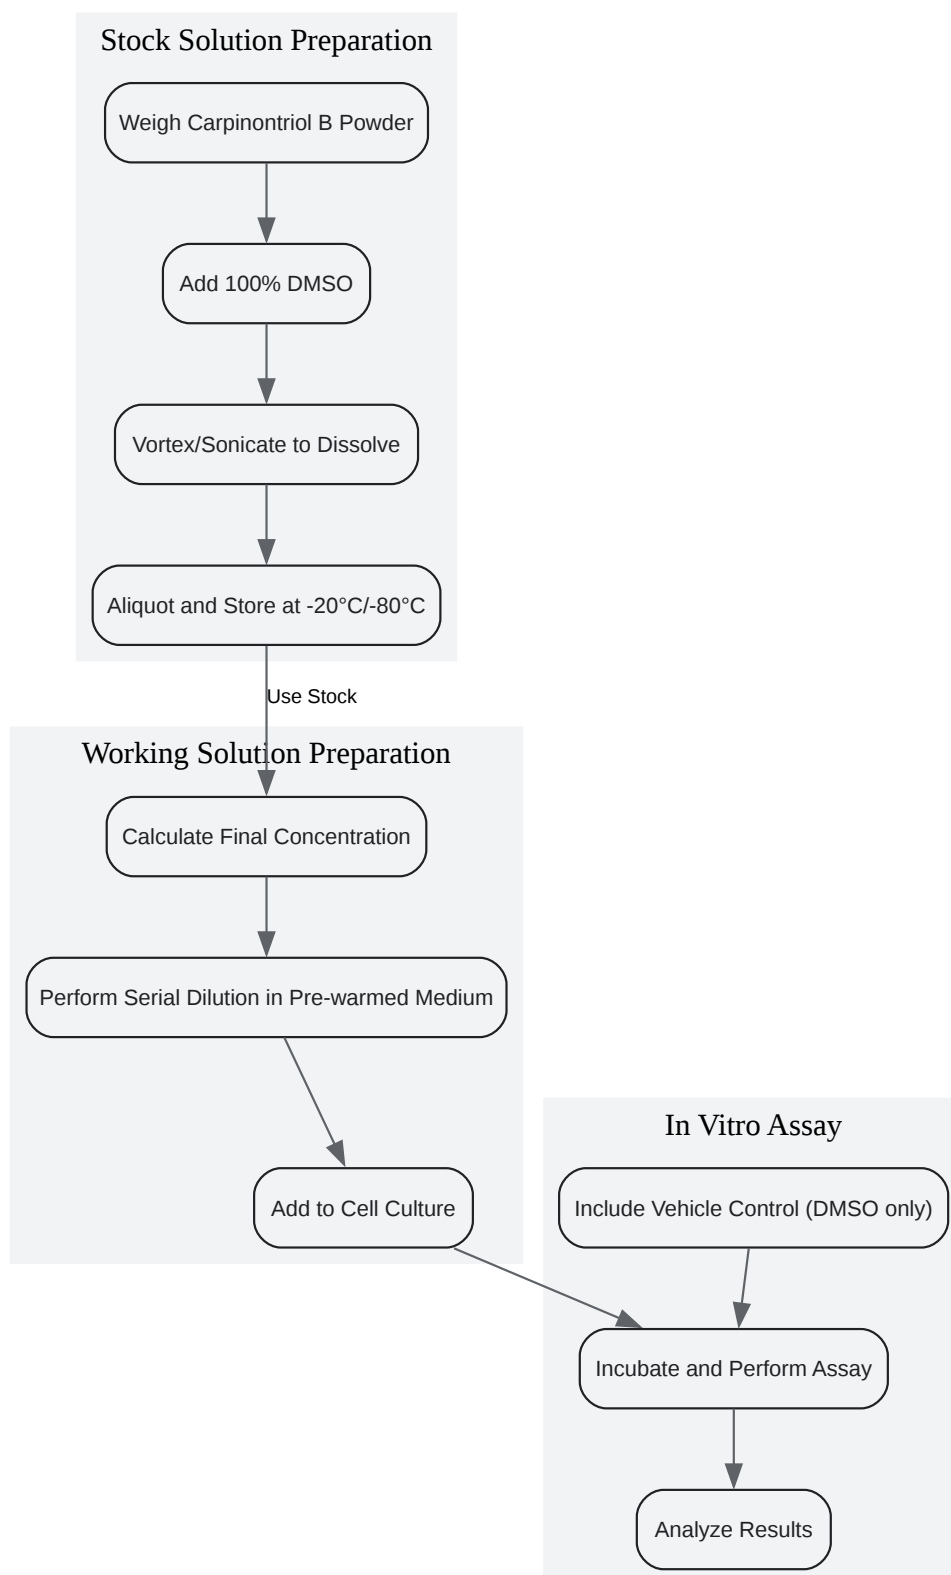 Stock Solution Preparation
Weigh Carpinontriol B Powder
Add 100% DMSO
Vortex/Sonicate to Dissolve
Aliquot and Store at -20°C/-80°C
Use Stock
Working Solution Preparation
Calculate Final Concentration
Perform Serial Dilution in Pre-warmed Medium
Add to Cell Culture
In Vitro Assay
Include Vehicle Control (DMSO only)
Incubate and Perform Assay
Analyze Results